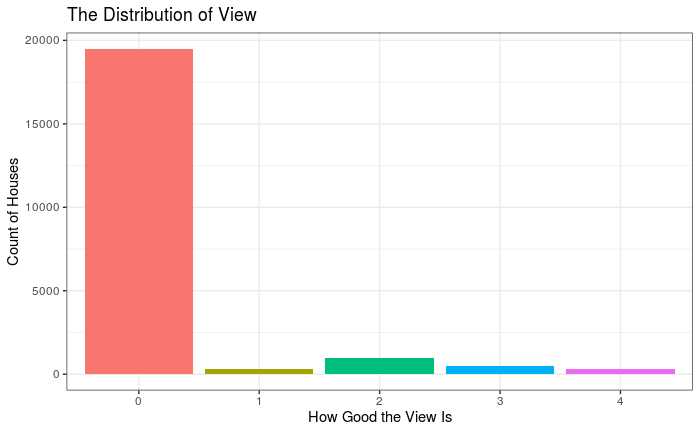 The Distribution of View
Count of Houses
20000
15000
10000
5000
0
0 1 2 3 4
How Good the View Is